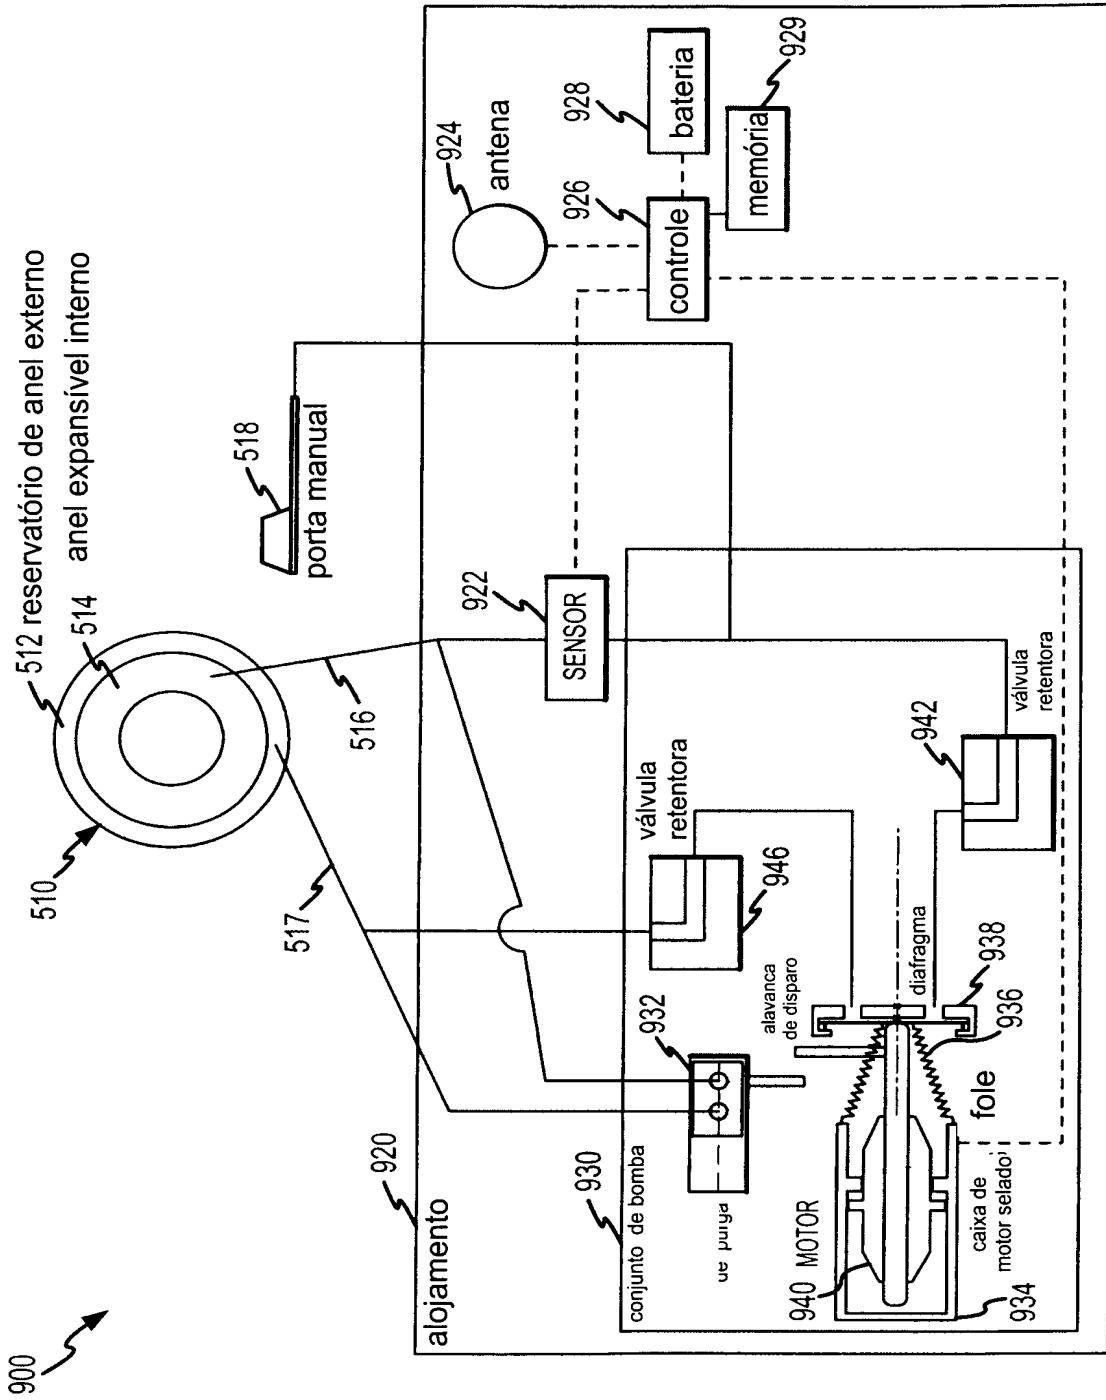 900
510
512 reservatório de anel externo
514 anel expansível interno
517
516
518
porta manual
920
alojamento
924
antena
922
SENSOR
926
controle
928
bateria
929
memória
930
conjunto de bomba
932
de purga
alavanca
de disparo
válvula
retentora
946
válvula
retentora
942
diafragma
938
936
fole
940 MOTOR
caixa de
motor selado
934